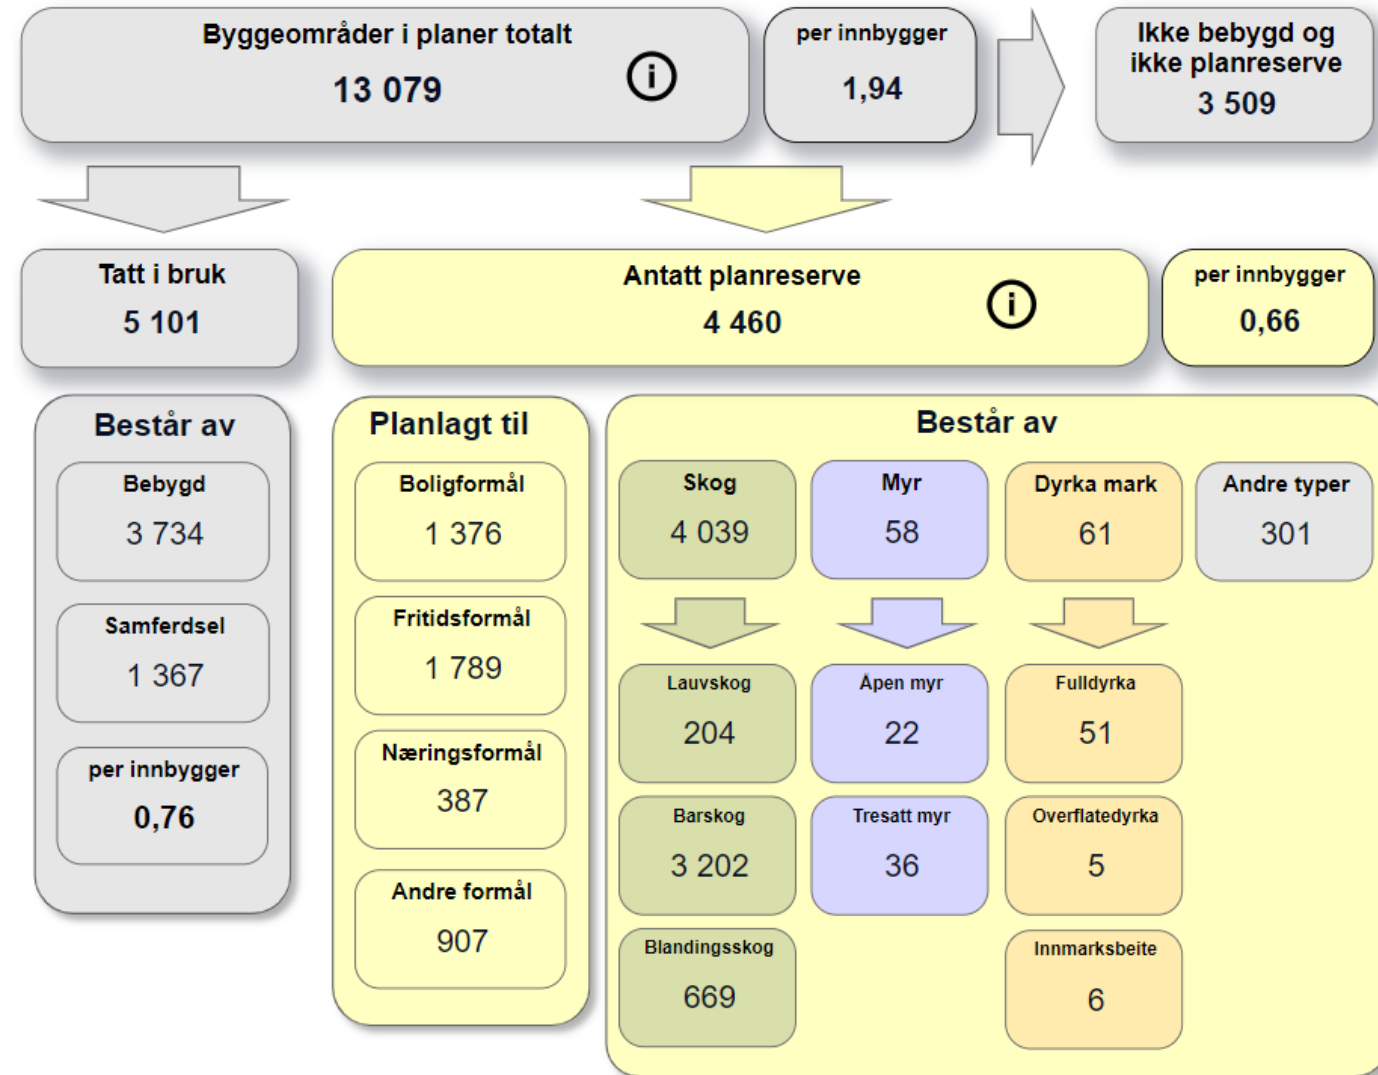 Byggeområder i planer totalt
13 079
i
per innbygger
1,94
Ikke bebygd og
ikke planreserve
3 509
Tatt i bruk
5 101
Antatt planreserve
4 460
i
per innbygger
0,66
Består av
Bebygd
3 734
Samferdsel
1 367
per innbygger
0,76
Planlagt til
Boligformål
1 376
Fritidsformål
1 789
Næringsformål
387
Andre formål
907
Består av
Skog
4 039
Myr
58
Dyrka mark
61
Andre typer
301
Lauvskog
204
Åpen myr
22
Fulldyrka
51
Barskog
3 202
Tresatt myr
36
Overflatedyrka
5
Blandingsskog
669
Innmarksbeite
6